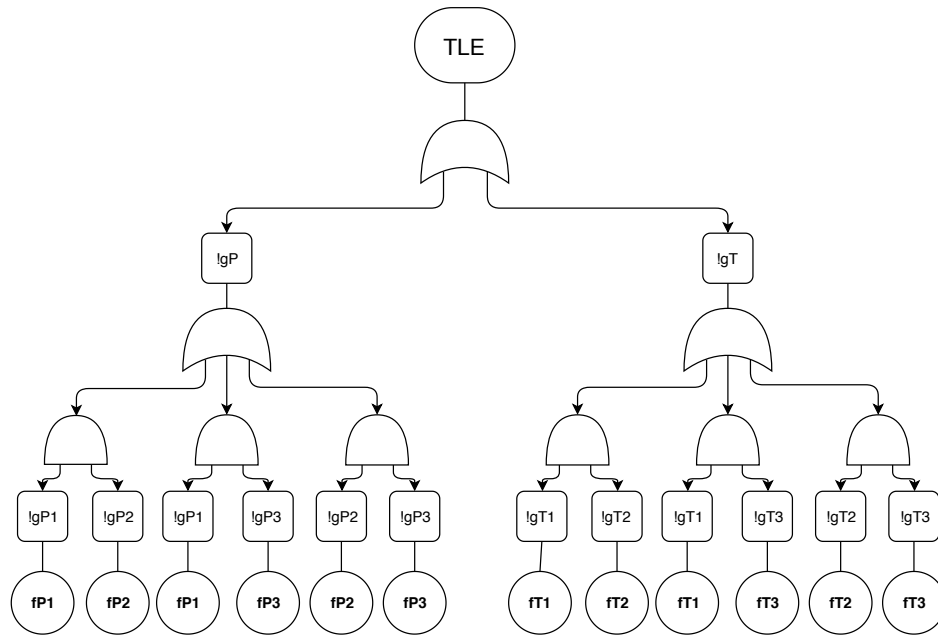 TLE
!gP
!gT
!gP1
!gP2
!gP1
!gP3
!gP2
!gP3
!gT1
!gT2
!gT1
!gT3
!gT2
!gT3
fP1
fP2
fP1
fP3
fP2
fP3
fT1
fT2
fT1
fT3
fT2
fT3